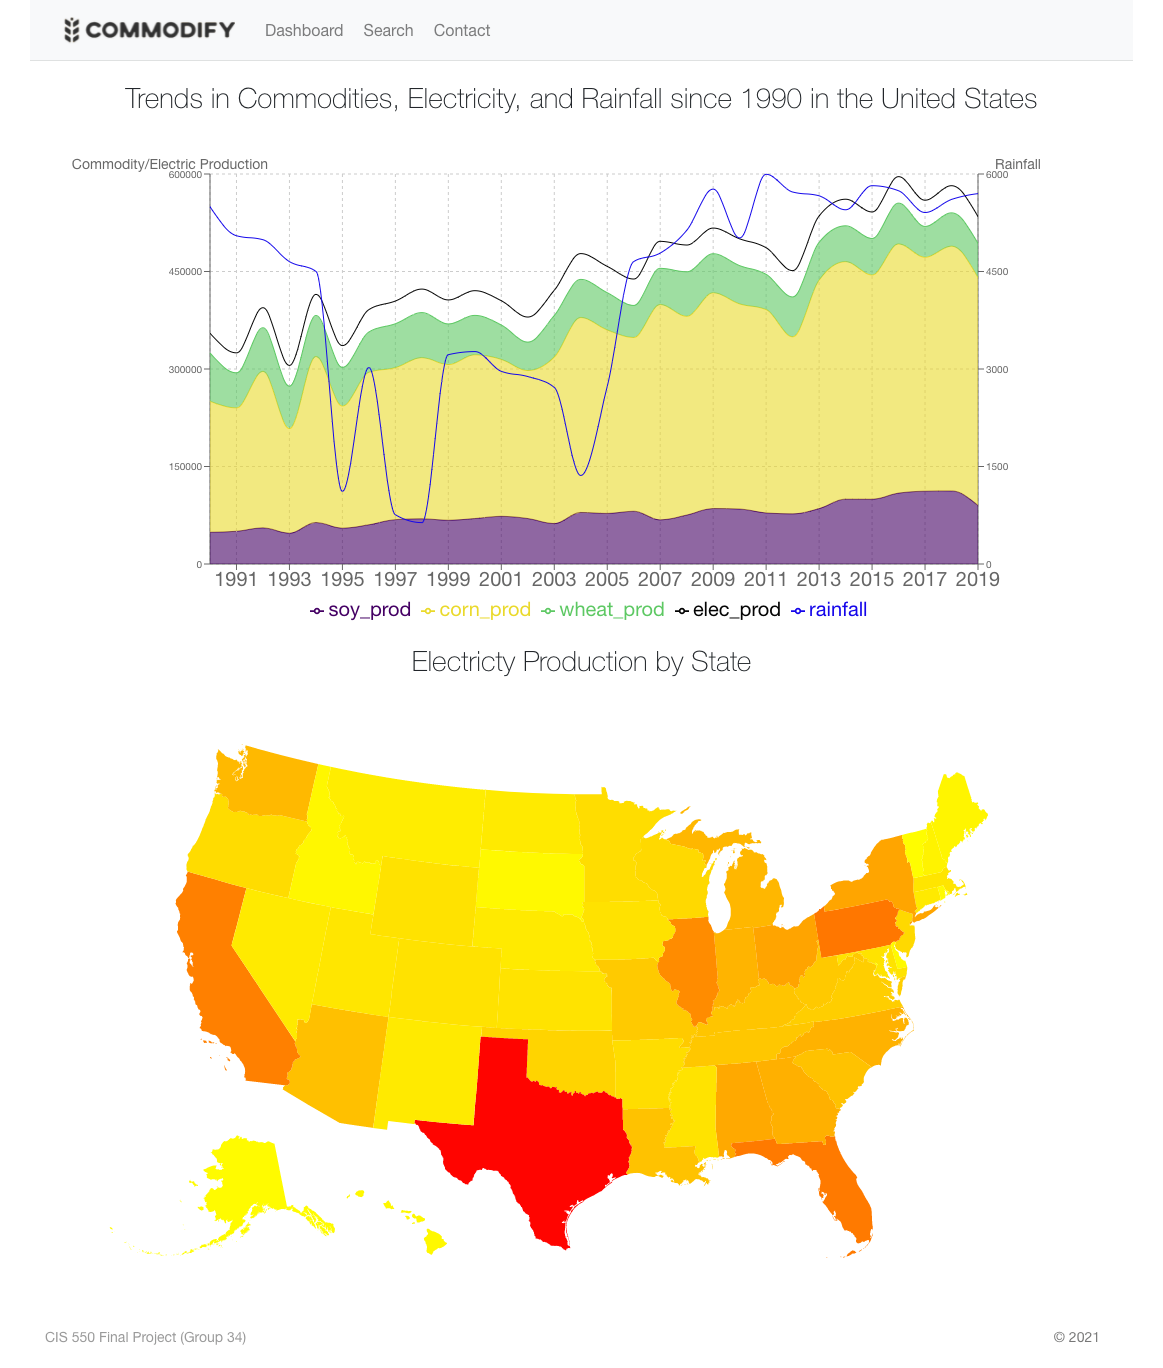 COMMODIFY Dashboard Search Contact
Trends in Commodities, Electricity, and Rainfall since 1990 in the United States
Commodity/Electric Production Rainfall
600000 6000
450000 4500
300000 3000
150000 1500
0 0
1991 1993 1995 1997 1999 2001 2003 2005 2007 2009 2011 2013 2015 2017 2019
soy_prod corn_prod wheat_prod elec_prod rainfall
Electricty Production by State
CIS 550 Final Project (Group 34) © 2021